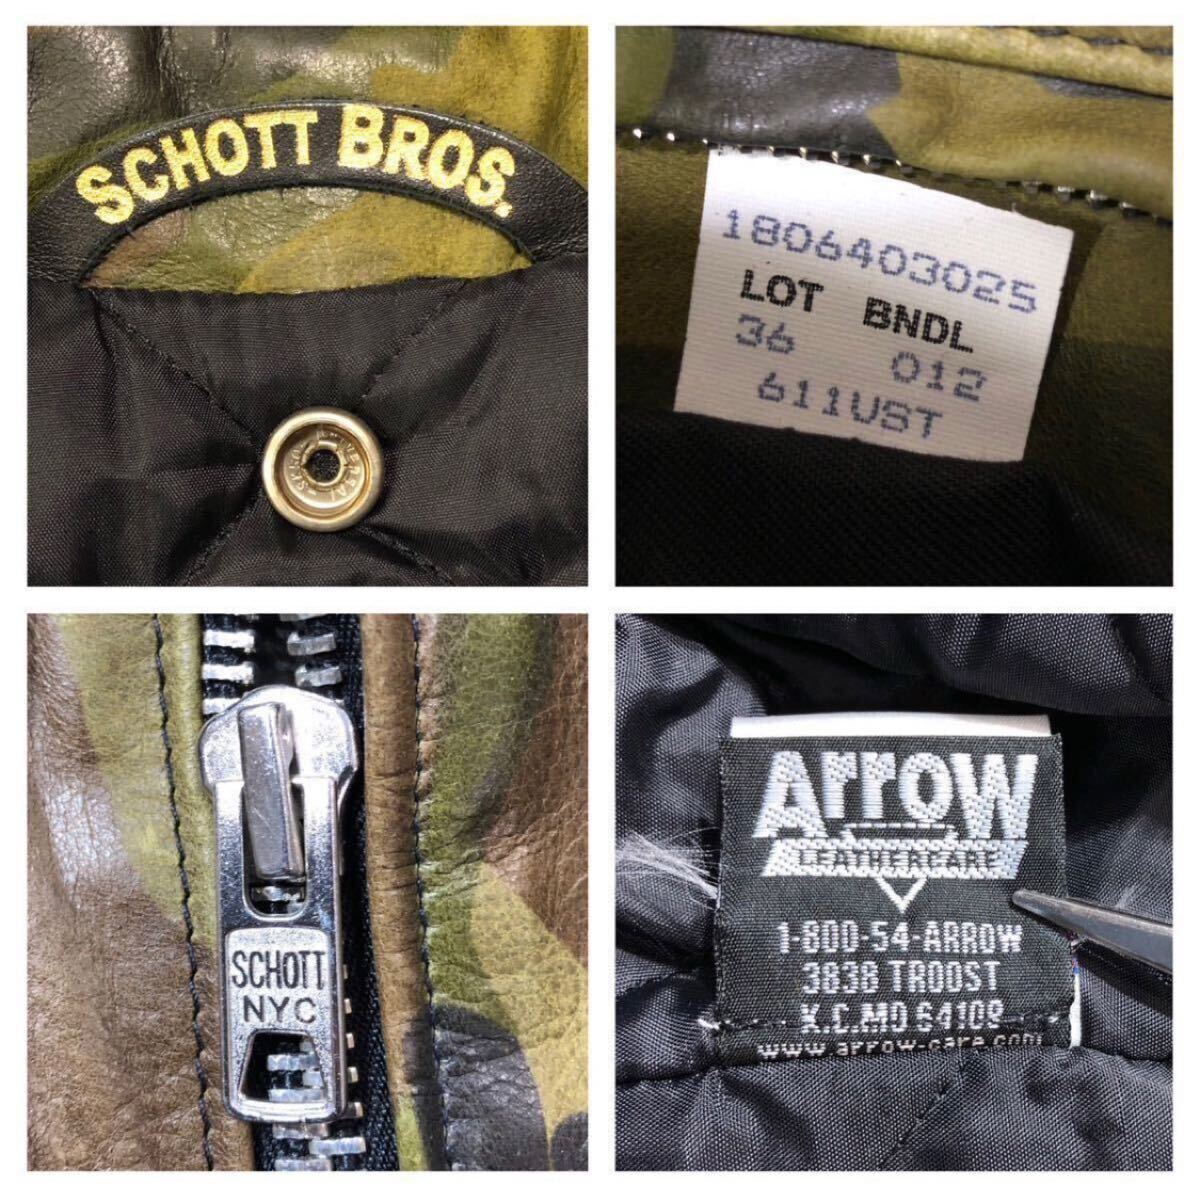 SCHOTT BROS.
1806403025
LOT BNDL
36 012
611UST
SCHOTT
NYC
Arrow
LEATHERCARE
1-800-54-ARROW
3838 TROOST
K.C.MO 64109
www.arrow-care.com